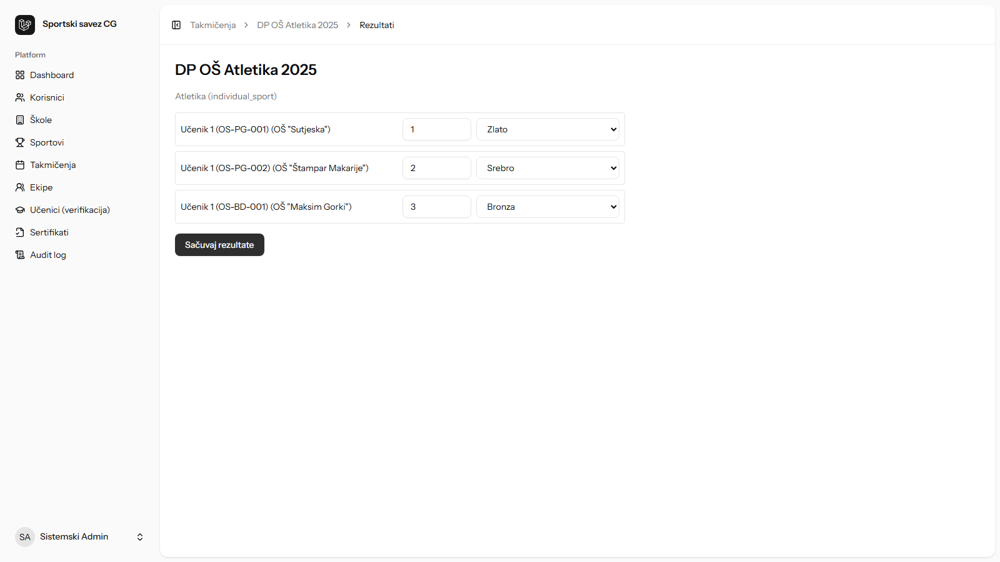 Sportski savez CG
Platform
Dashboard
Korisnici
Škole
Sportovi
Takmičenja
Ekipe
Učenici (verifikacija)
Sertifikati
Audit log
SA Sistemski Admin
Takmičenja > DP OŠ Atletika 2025 > Rezultati
DP OŠ Atletika 2025
Atletika (individual_sport)
Učenik 1 (OS-PG-001) (OŠ "Sutjeska") 1 Zlato
Učenik 1 (OS-PG-002) (OŠ "Štampar Makarije") 2 Srebro
Učenik 1 (OS-BD-001) (OŠ "Maksim Gorki") 3 Bronza
Sačuvaj rezultate